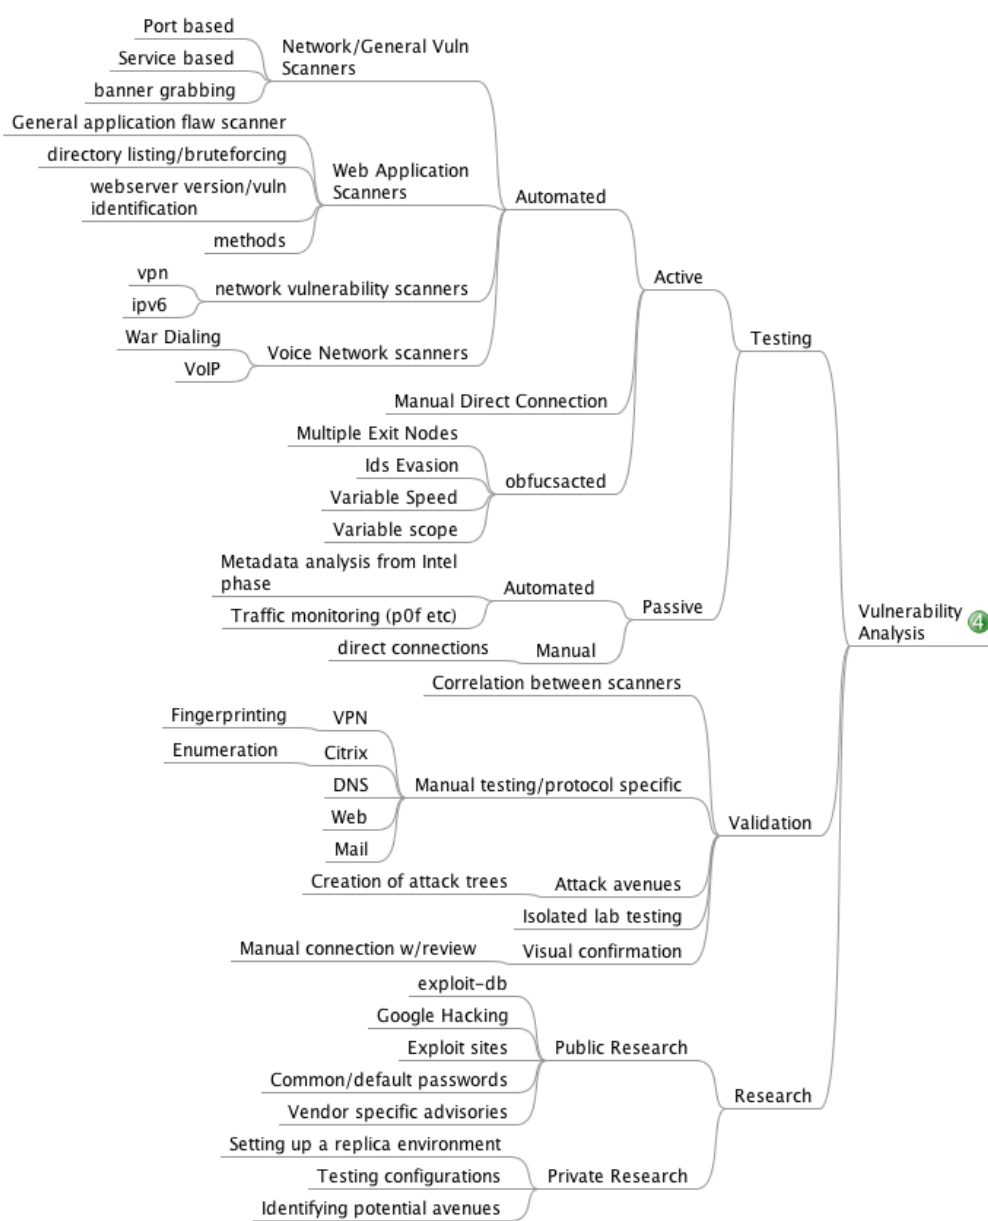 Port based
Service based
banner grabbing
Network/General Vuln
Scanners
General application flaw scanner
directory listing/bruteforcing
webserver version/vuln
identification
methods
Web Application
Scanners
vpn
ipv6
network vulnerability scanners
War Dialing
VoIP
Voice Network scanners
Automated
Manual Direct Connection
Multiple Exit Nodes
Ids Evasion
Variable Speed
Variable scope
obfucsacted
Active
Metadata analysis from Intel
phase
Traffic monitoring (p0f etc)
Automated
direct connections
Manual
Passive
Testing
Correlation between scanners
Fingerprinting
VPN
Enumeration
Citrix
DNS
Web
Mail
Manual testing/protocol specific
Creation of attack trees
Attack avenues
Isolated lab testing
Manual connection w/review
Visual confirmation
Validation
exploit-db
Google Hacking
Exploit sites
Common/default passwords
Vendor specific advisories
Public Research
Setting up a replica environment
Testing configurations
Identifying potential avenues
Private Research
Research
Vulnerability
Analysis
4